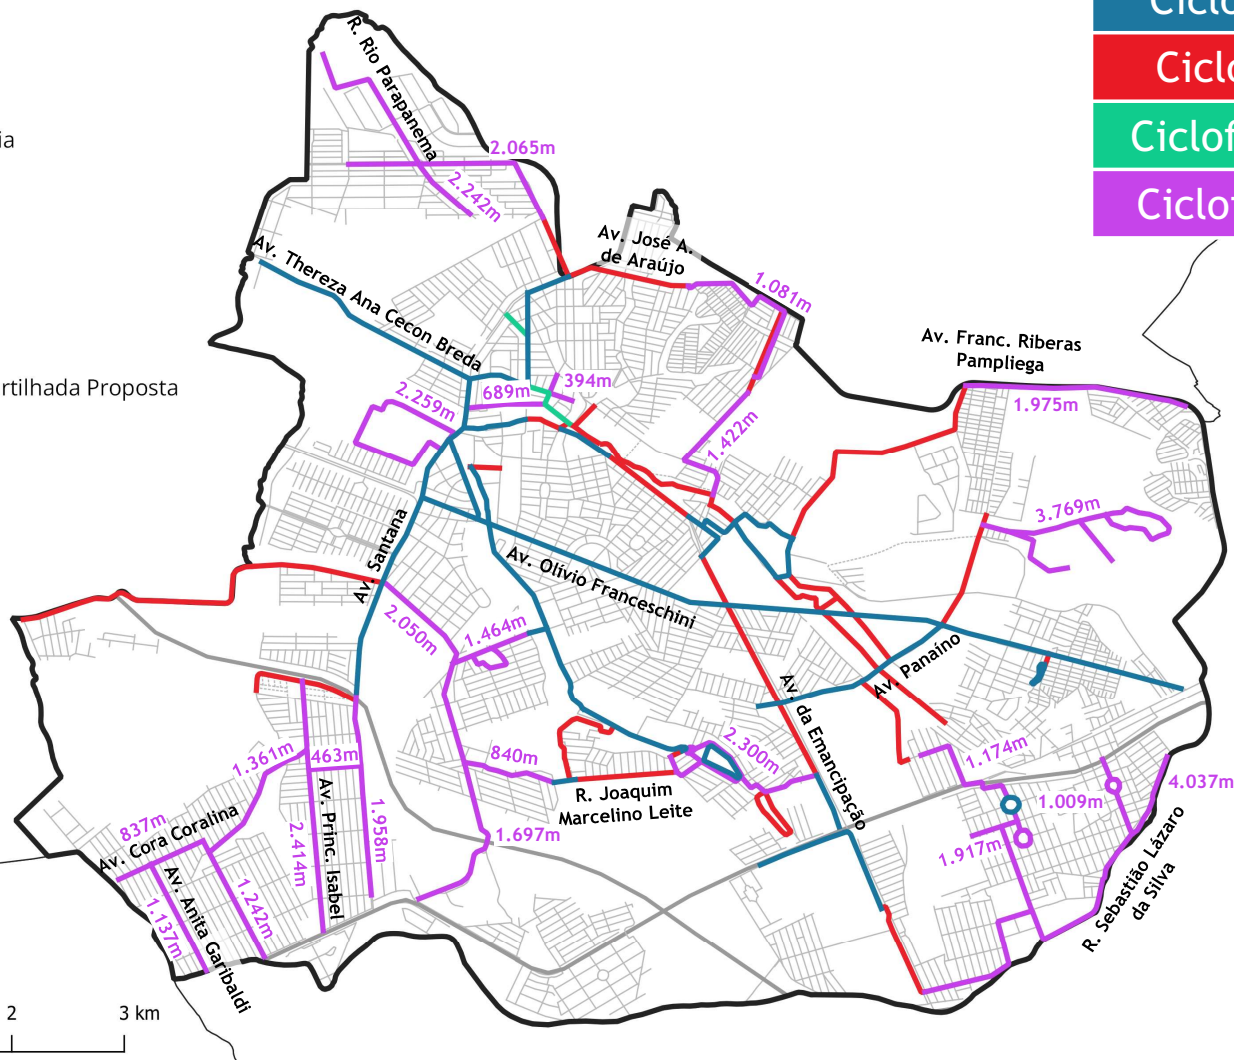 Ciclo
Ciclo
Ciclof
Ciclof
ia
rtilhada Proposta
R. Rio Parapanema
2.065m
2.242m
Av. José A.
de Araújo
1.081m
Av. Thereza Ana Cecon Breda
Av. Franc. Riberas
Pampliega
1.975m
394m
689m
2.259m
1.422m
3.769m
Av. Santana
Av. Olívio Franceschini
2.050m
1.464m
Av. Panaíno
Av. da Emancipação
2.300m
1.174m
840m
463m
1.361m
R. Joaquim
Marcelino Leite
1.009m
4.037m
837m
Av. Cora Coralina
Av. Princ. Isabel
1.958m
2.414m
1.697m
1.917m
R. Sebastião Lázaro
da Silva
1.242m
Av. Anita Garibaldi
1.137m
2
3 km